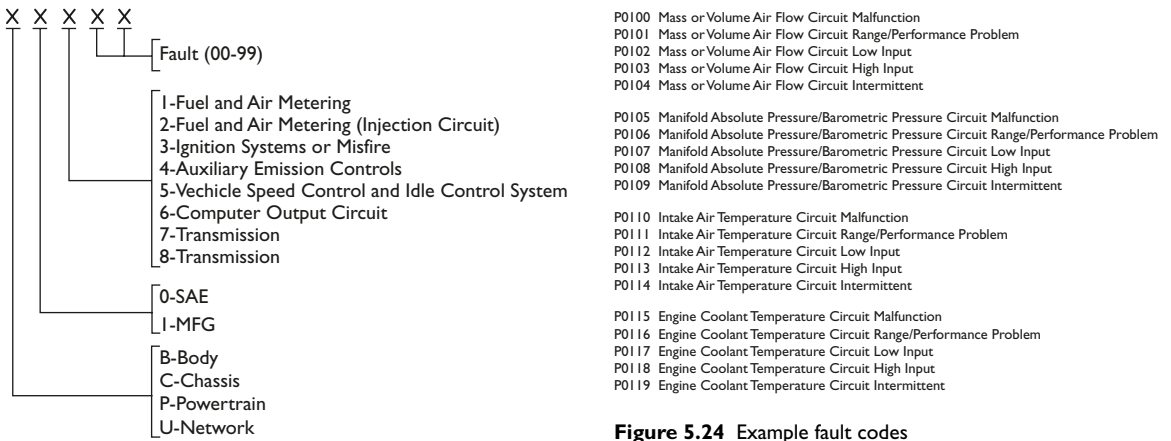 X X X X X
Fault (00-99)
1-Fuel and Air Metering
2-Fuel and Air Metering (Injection Circuit)
3-Ignition Systems or Misfire
4-Auxiliary Emission Controls
5-Vechicle Speed Control and Idle Control System
6-Computer Output Circuit
7-Transmission
8-Transmission
0-SAE
1-MFG
B-Body
C-Chassis
P-Powertrain
U-Network
P0100 Mass or Volume Air Flow Circuit Malfunction
P0101 Mass or Volume Air Flow Circuit Range/Performance Problem
P0102 Mass or Volume Air Flow Circuit Low Input
P0103 Mass or Volume Air Flow Circuit High Input
P0104 Mass or Volume Air Flow Circuit Intermittent
P0105 Manifold Absolute Pressure/Barometric Pressure Circuit Malfunction
P0106 Manifold Absolute Pressure/Barometric Pressure Circuit Range/Performance Problem
P0107 Manifold Absolute Pressure/Barometric Pressure Circuit Low Input
P0108 Manifold Absolute Pressure/Barometric Pressure Circuit High Input
P0109 Manifold Absolute Pressure/Barometric Pressure Circuit Intermittent
P0110 Intake Air Temperature Circuit Malfunction
P0111 Intake Air Temperature Circuit Range/Performance Problem
P0112 Intake Air Temperature Circuit Low Input
P0113 Intake Air Temperature Circuit High Input
P0114 Intake Air Temperature Circuit Intermittent
P0115 Engine Coolant Temperature Circuit Malfunction
P0116 Engine Coolant Temperature Circuit Range/Performance Problem
P0117 Engine Coolant Temperature Circuit Low Input
P0118 Engine Coolant Temperature Circuit High Input
P0119 Engine Coolant Temperature Circuit Intermittent
Figure 5.24 Example fault codes